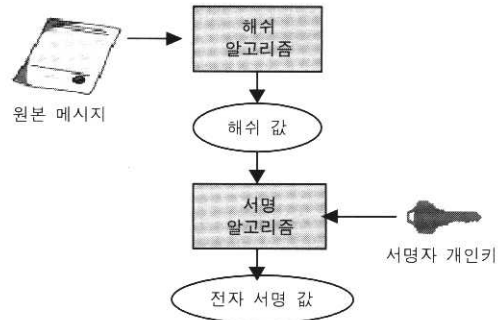 해쉬
알고리즘
원본 메시지
해쉬 값
서명
알고리즘
서명자 개인키
전자 서명 값